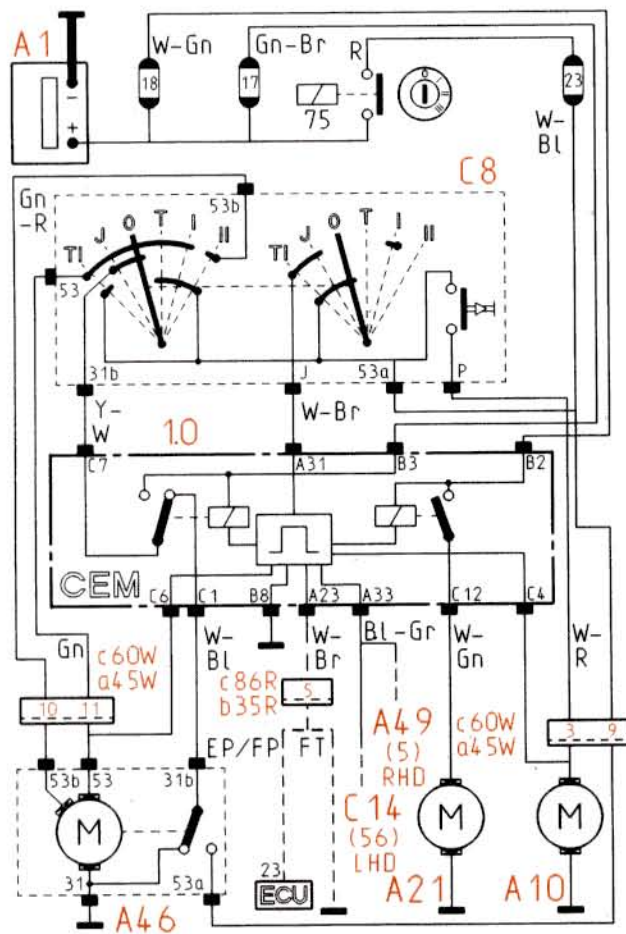 A1
W-Gn
Gn-Br
R
18
17
75
0
I
II
III
23
W-
Bl
-
+
C8
Gn
-R
53b
TI
J
O
T
I
II
TI
J
O
T
I
II
53
31b
J
53a
P
Y-
W
1.0
W-Br
C7
A31
B3
B2
CEM
C6
C1
B8
A23
A33
C12
C4
Gn
W-
Bl
W-
Br
Bl-Gr
W-
Gn
W-
R
c60W
a45W
c86R
b35R
10
11
5
A49
(5)
RHD
c60W
a45W
3
9
EP/FP
FT
53b
53
31b
C14
(56)
LHD
M
M
M
31
53a
23
ECU
A46
A21
A10